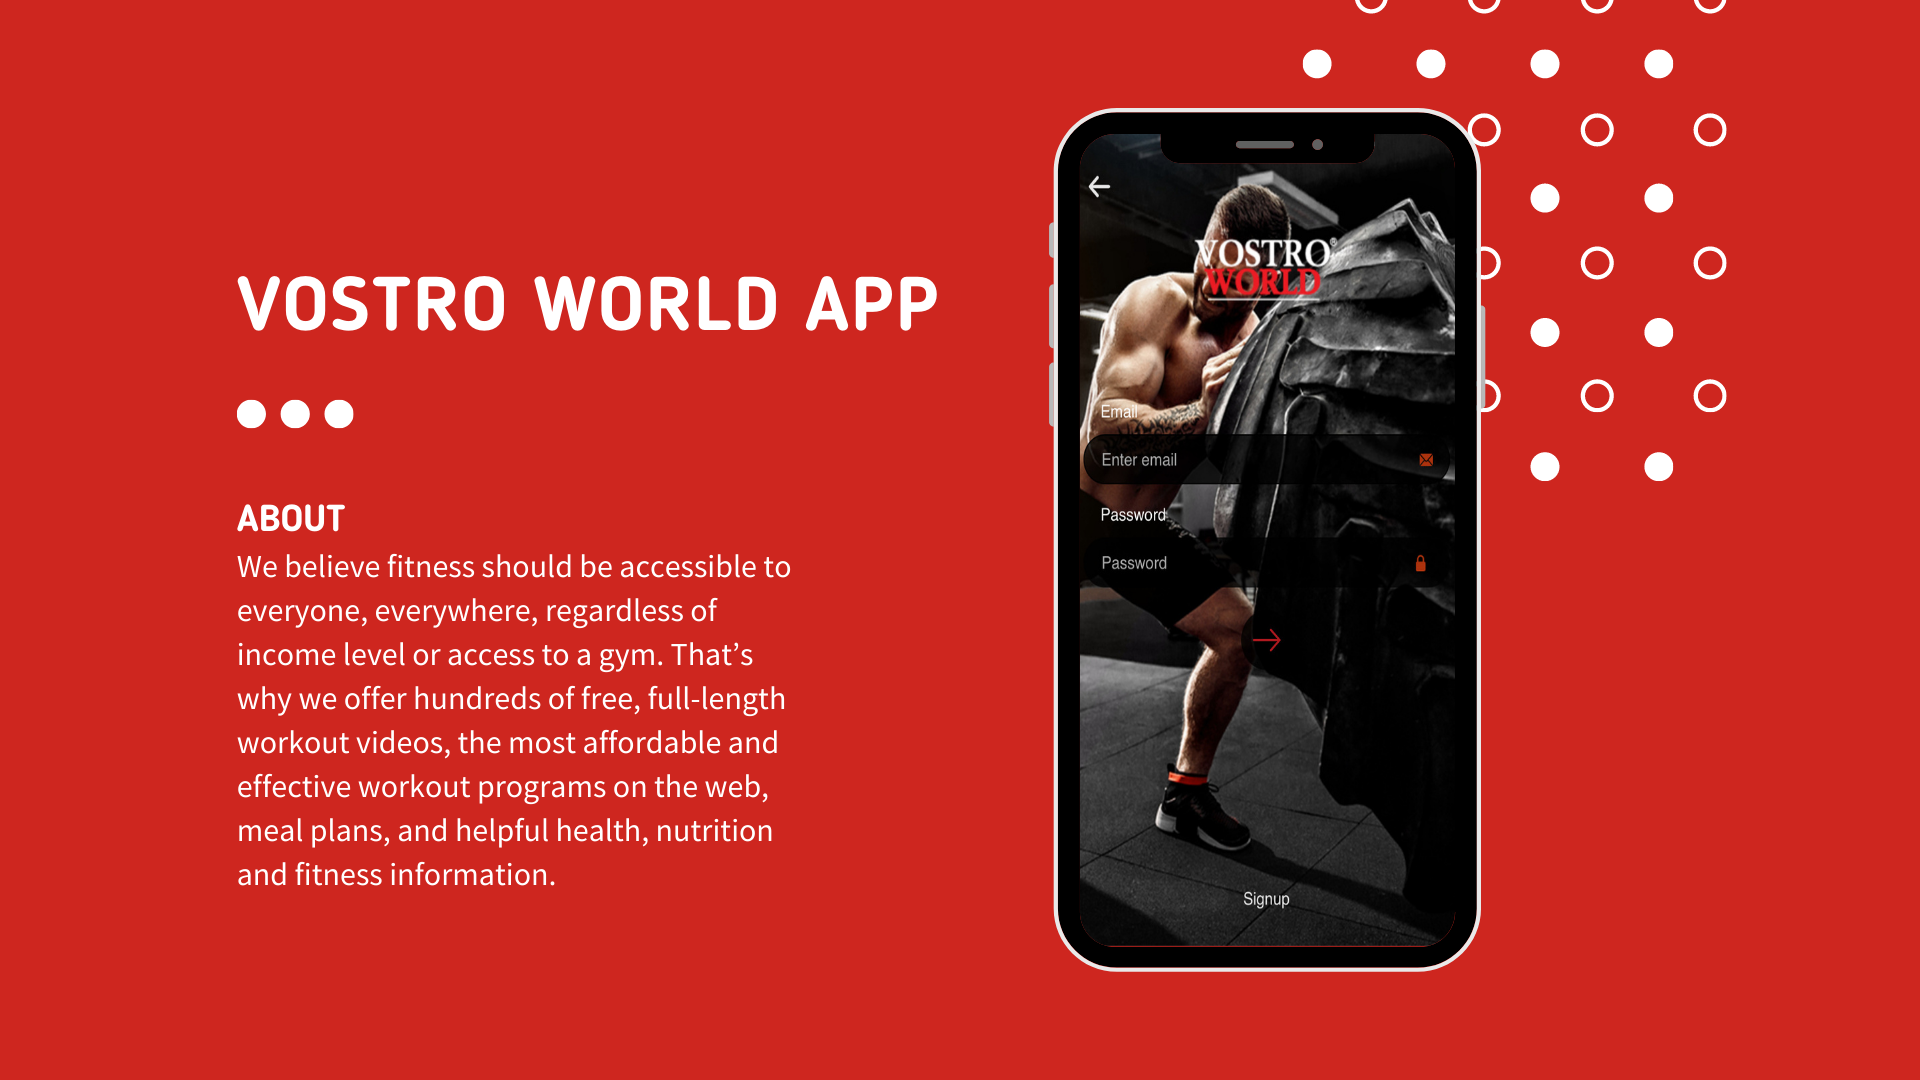 VOSTRO WORLD APP
ABOUT
We believe fitness should be accessible to
everyone, everywhere, regardless of
income level or access to a gym. That’s
why we offer hundreds of free, full-length
workout videos, the most affordable and
effective workout programs on the web,
meal plans, and helpful health, nutrition
and fitness information.
VOSTRO®
WORLD
Email
Enter email
Password
Password
Signup